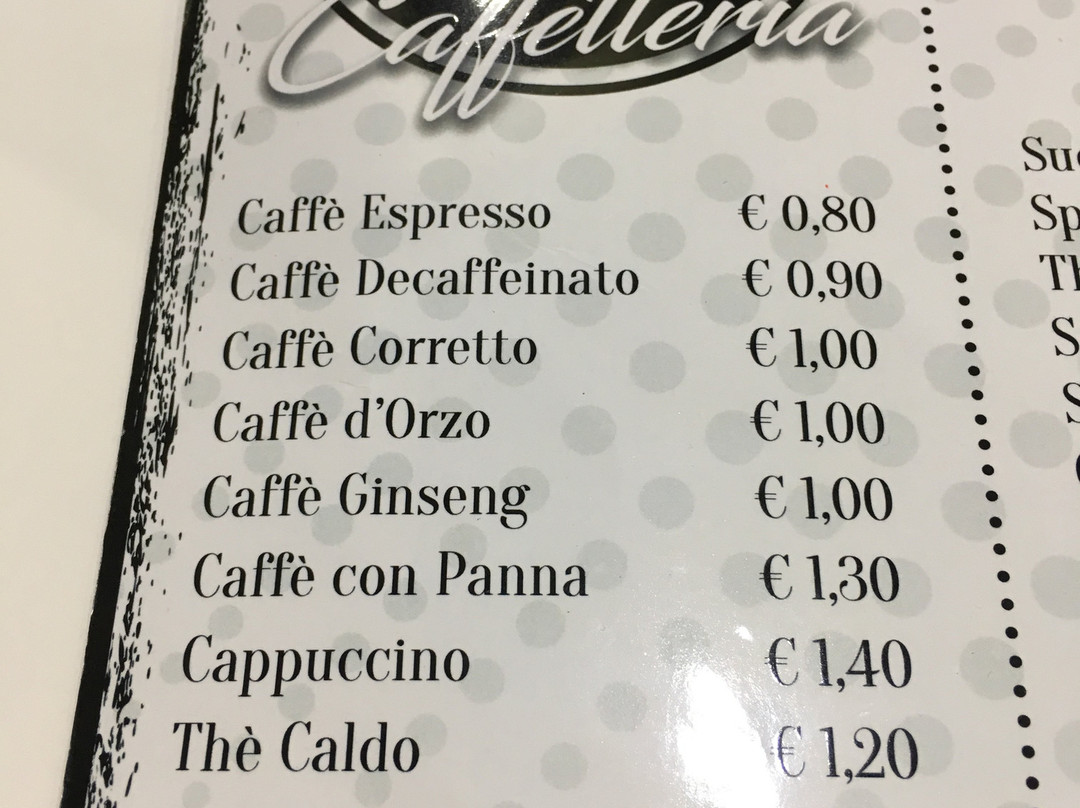 Caffetteria
Caffè Espresso € 0,80
Caffè Decaffeinato € 0,90
Caffè Corretto € 1,00
Caffè d'Orzo € 1,00
Caffè Ginseng € 1,00
Caffè con Panna € 1,30
Cappuccino € 1,40
Thè Caldo € 1,20